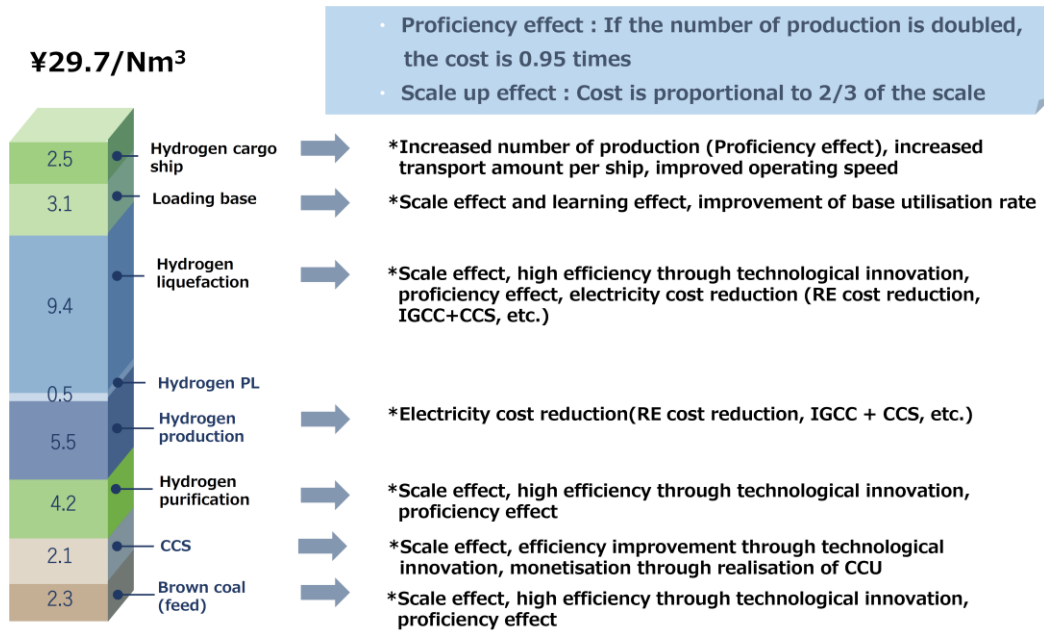 · Proficiency effect : If the number of production is doubled,
the cost is 0.95 times
· Scale up effect : Cost is proportional to 2/3 of the scale
¥29.7/Nm³
2.5
Hydrogen cargo
ship
*Increased number of production (Proficiency effect), increased
transport amount per ship, improved operating speed
3.1
Loading base
*Scale effect and learning effect, improvement of base utilisation rate
9.4
Hydrogen
liquefaction
*Scale effect, high efficiency through technological innovation,
proficiency effect, electricity cost reduction (RE cost reduction,
IGCC+CCS, etc.)
0.5
Hydrogen PL
5.5
Hydrogen
production
*Electricity cost reduction(RE cost reduction, IGCC + CCS, etc.)
4.2
Hydrogen
purification
*Scale effect, high efficiency through technological innovation,
proficiency effect
2.1
CCS
*Scale effect, efficiency improvement through technological
innovation, monetisation through realisation of CCU
2.3
Brown coal
(feed)
*Scale effect, high efficiency through technological innovation,
proficiency effect